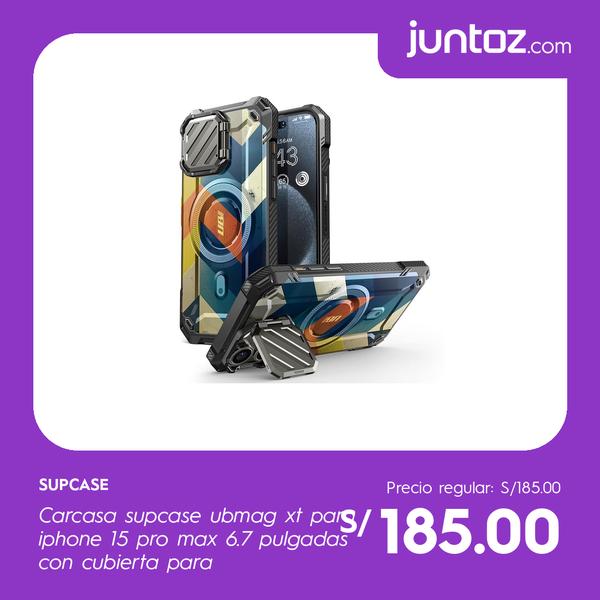 juntoz.com
43
SUPCASE
Carcasa supcase ubmag xt para
iphone 15 pro max 6.7 pulgadas
con cubierta para
Precio regular: S/185.00
S/185.00